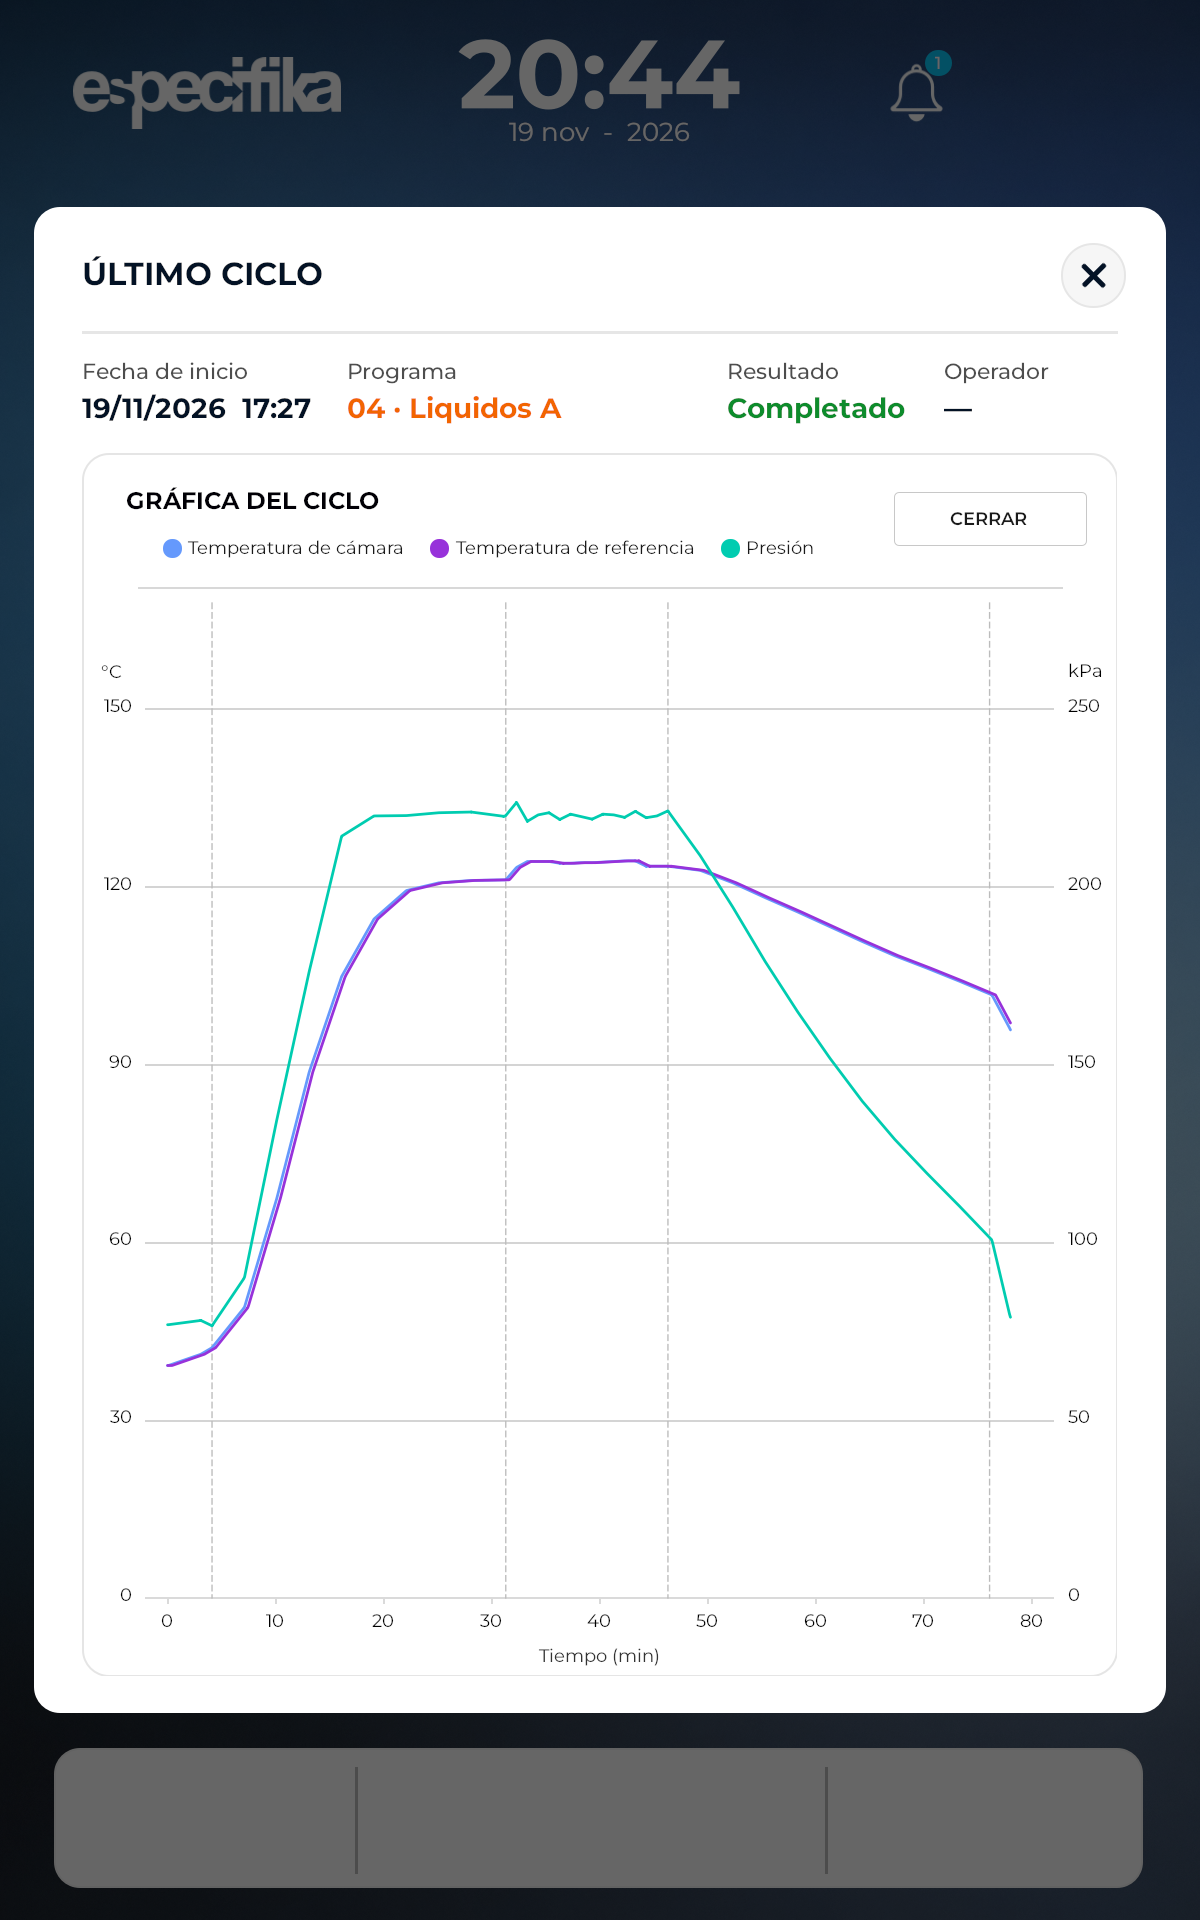 especifika
20:44
19 nov - 2026
1
ÚLTIMO CICLO
Fecha de inicio Programa Resultado Operador
19/11/2026 17:27 04 · Liquidos A Completado —
GRÁFICA DEL CICLO
CERRAR
Temperatura de cámara Temperatura de referencia Presión
°C kPa
150 250
120 200
90 150
60 100
30 50
0 0
0 10 20 30 40 50 60 70 80
Tiempo (min)